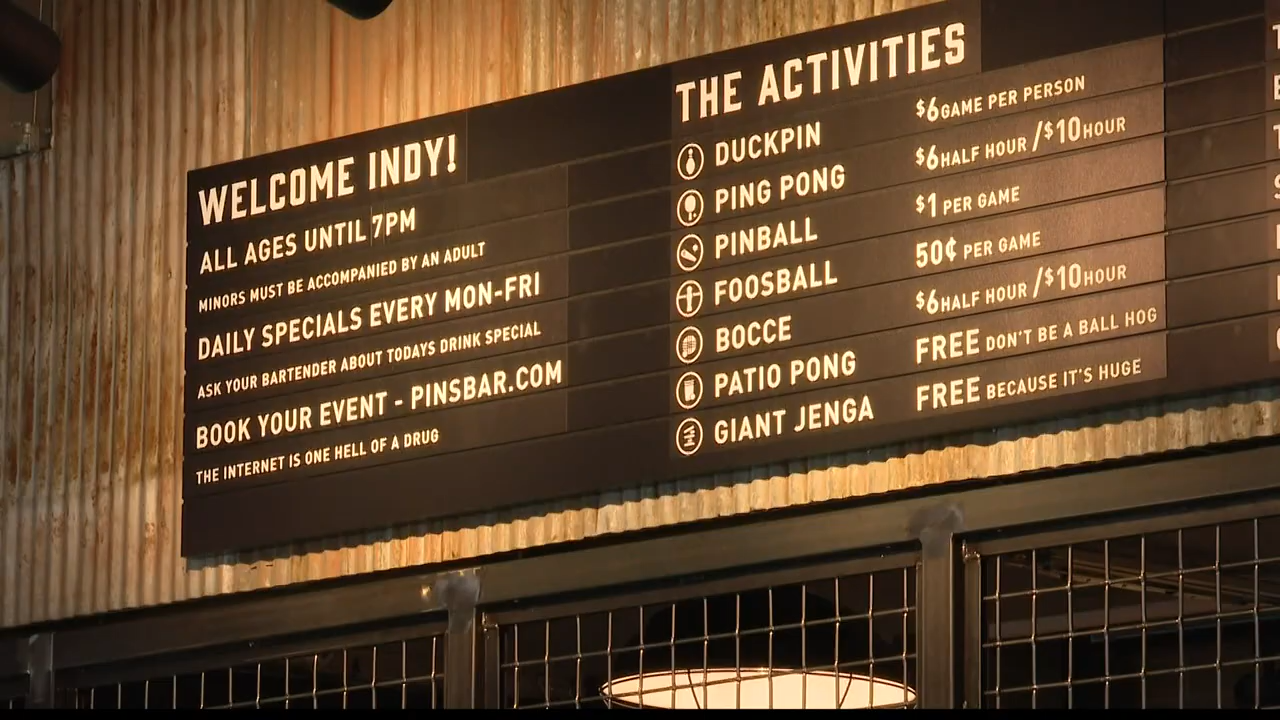 WELCOME INDY!
ALL AGES UNTIL 7PM
MINORS MUST BE ACCOMPANIED BY AN ADULT
DAILY SPECIALS EVERY MON-FRI
ASK YOUR BARTENDER ABOUT TODAYS DRINK SPECIAL
BOOK YOUR EVENT - PINSBAR.COM
THE INTERNET IS ONE HELL OF A DRUG
THE ACTIVITIES
DUCKPIN $6 GAME PER PERSON
PING PONG $6 HALF HOUR / $10 HOUR
PINBALL $1 PER GAME
FOOSBALL 50¢ PER GAME
BOCCE $6 HALF HOUR / $10 HOUR
PATIO PONG FREE DON'T BE A BALL HOG
GIANT JENGA FREE BECAUSE IT'S HUGE